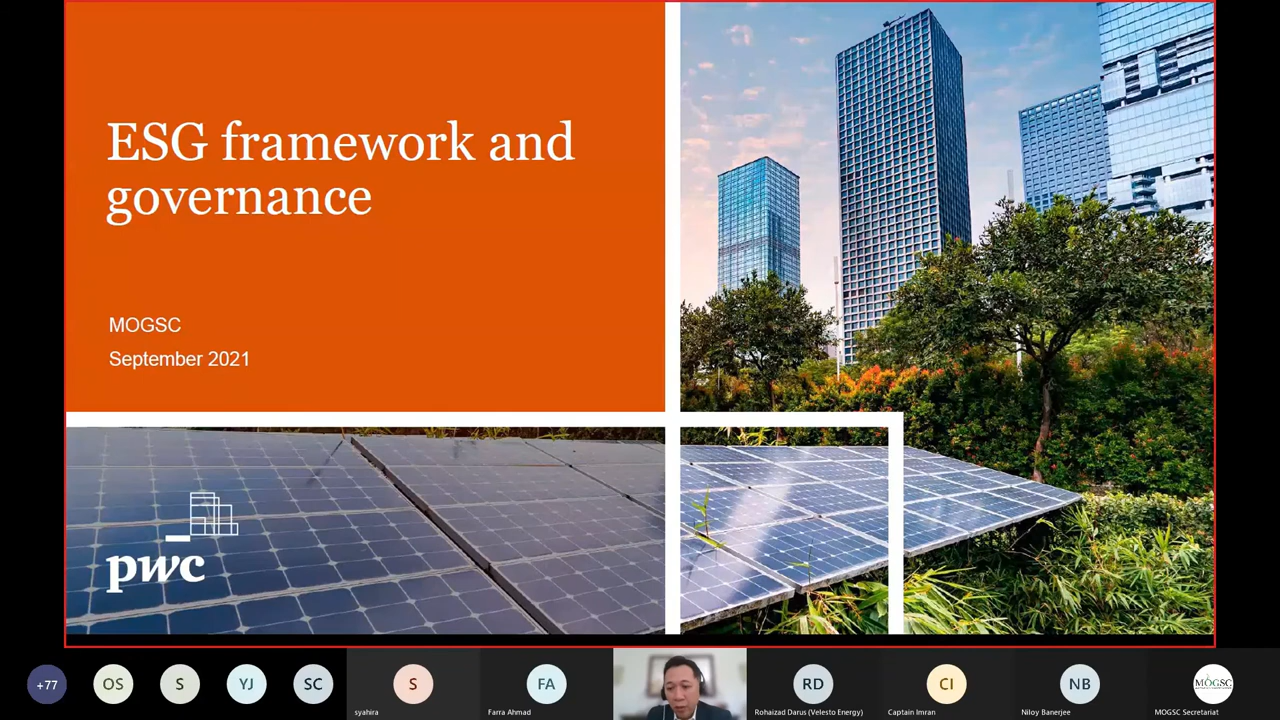 ESG framework and
governance
MOGSC
September 2021
pwc
+77
OS
S
YJ
SC
S
syahira
FA
Farra Ahmad
RD
Rohaizad Darus (Velesto Energy)
CI
Captain Imran
NB
Niloy Banerjee
MOGSC
MOGSC Secretariat